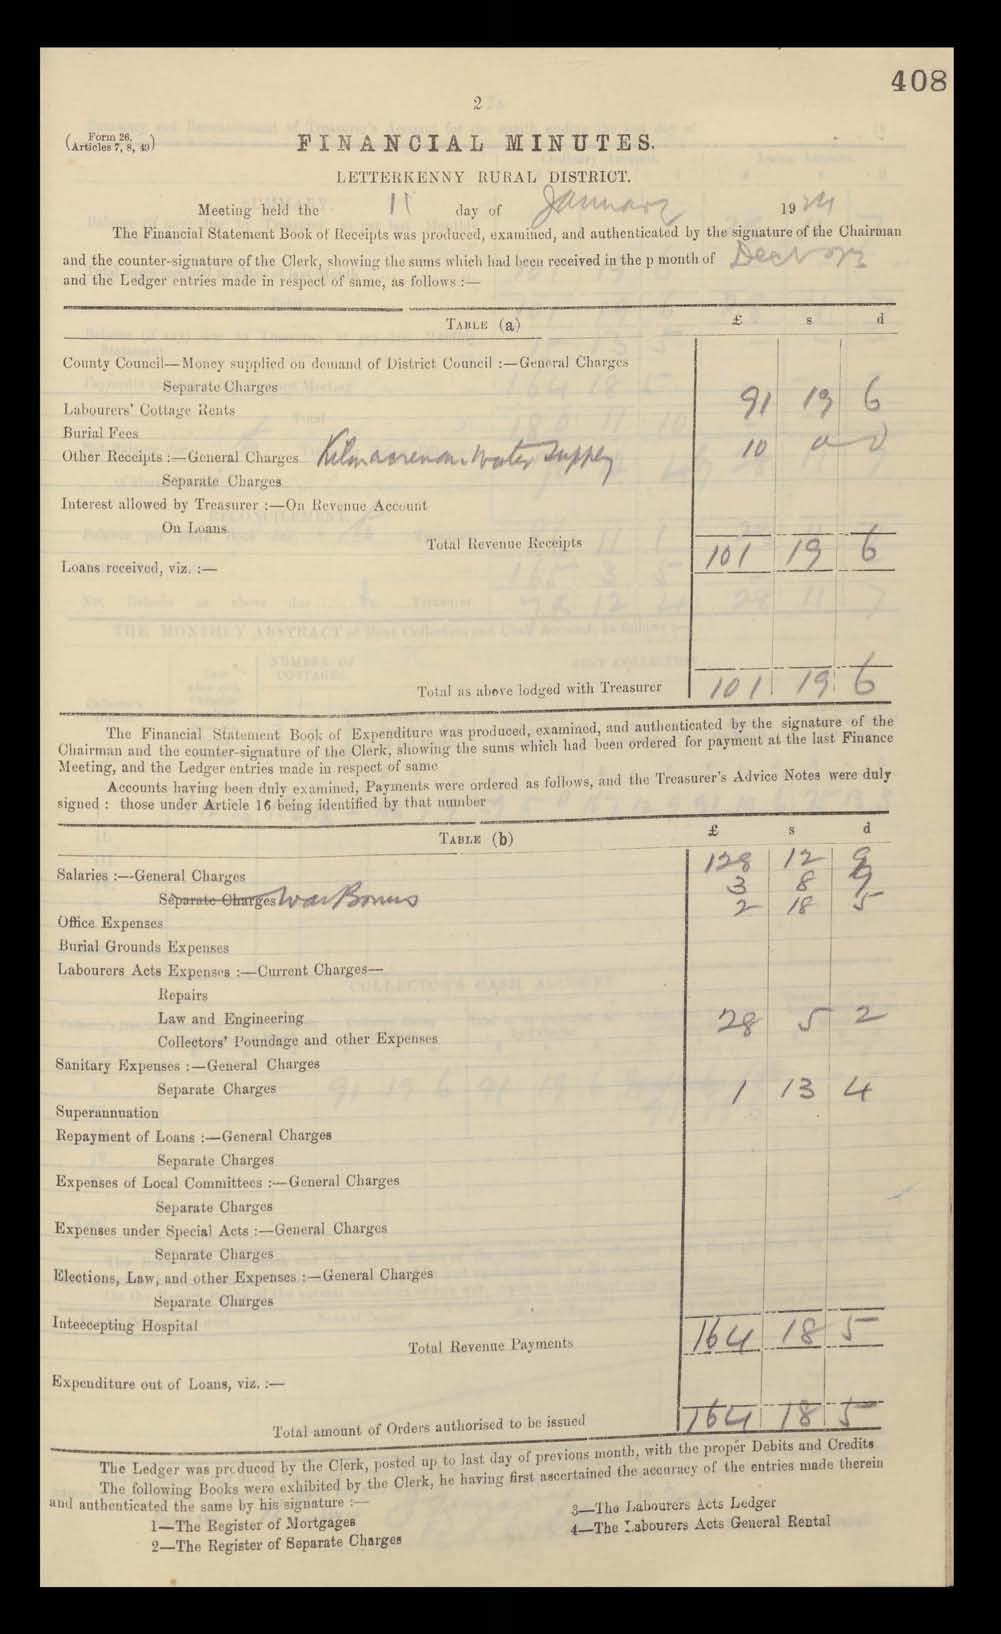 408
2
(Form 26, Articles 7, 8, 49)
FINANCIAL MINUTES.
LETTERKENNY RURAL DISTRICT.
Meeting held the 11 day of January 1924
The Financial Statement Book of Receipts was produced, examined, and authenticated by the signature of the Chairman
and the counter-signature of the Clerk, showing the sums which had been received in the p month of
and the Ledger entries made in respect of same, as follows :—
TABLE (a) £ s d
County Council—Money supplied on demand of District Council :—General Charges
Separate Charges
Labourers' Cottage Rents 91 19 6
Burial Fees
Other Receipts :—General Charges Kilmacrenan Water Supply 10 0 0
Separate Charges
Interest allowed by Treasurer :—On Revenue Account
On Loans
Total Revenue Receipts 101 19 6
Loans received, viz. :—
Total as above lodged with Treasurer 101 19 6
The Financial Statement Book of Expenditure was produced, examined, and authenticated by the signature of the
Chairman and the counter-signature of the Clerk, showing the sums which had been ordered for payment at the last Finance
Meeting, and the Ledger entries made in respect of same
Accounts having been duly examined, Payments were ordered as follows, and the Treasurer's Advice Notes were duly
signed : those under Article 16 being identified by that number
TABLE (b) £ s d
Salaries :—General Charges 128 12 9
Separate Charges War Bonus 3 8 9
Office Expenses 2 18 5
Burial Grounds Expenses
Labourers Acts Expenses :—Current Charges—
Repairs
Law and Engineering 28 5 2
Collectors' Poundage and other Expenses
Sanitary Expenses :—General Charges
Separate Charges 1 13 4
Superannuation
Repayment of Loans :—General Charges
Separate Charges
Expenses of Local Committees :—General Charges
Separate Charges
Expenses under Special Acts :—General Charges
Separate Charges
Elections, Law, and other Expenses :—General Charges
Separate Charges
Inteecepting Hospital
Total Revenue Payments 164 18 5
Expenditure out of Loans, viz. :—
Total amount of Orders authorised to be issued 164 18 5
The Ledger was produced by the Clerk, posted up to last day of previous month, with the proper Debits and Credits
The following Books were exhibited by the Clerk, he having first ascertained the accuracy of the entries made therein
and authenticated the same by his signature :—
1—The Register of Mortgages
2—The Register of Separate Charges
3—The Labourers Acts Ledger
4—The Labourers Acts General Rental